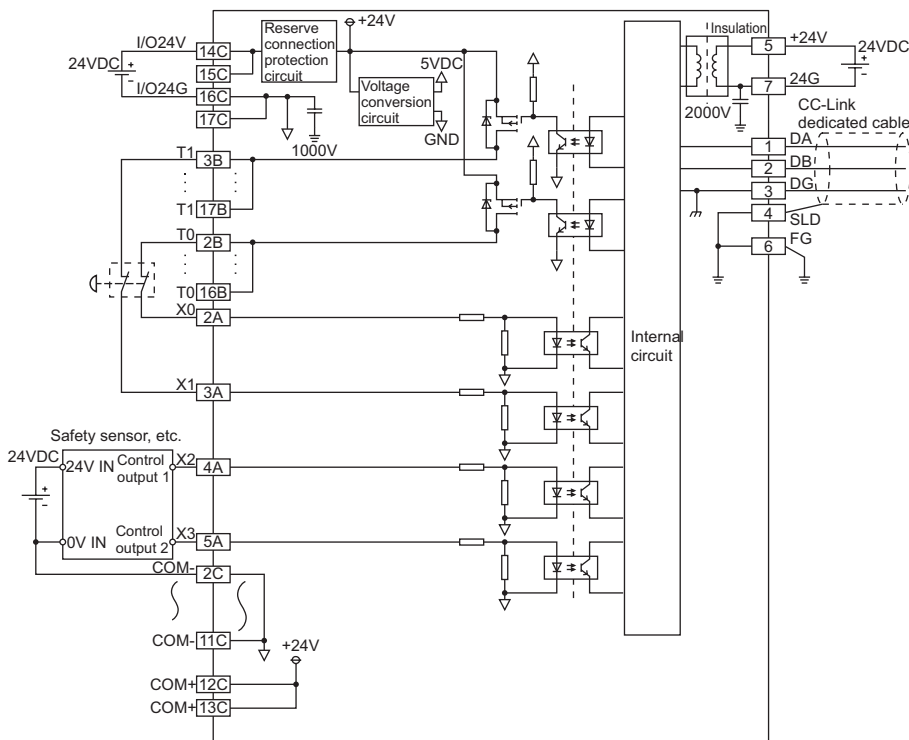 +24V
Insulation
Reserve
connection
protection
circuit
I/O24V
14C
24VDC
+
-
15C
I/O24G
16C
17C
5VDC
Voltage
conversion
circuit
GND
1000V
5
+24V
24VDC
+
-
7
24G
2000V
CC-Link
dedicated cable
1
DA
2
DB
3
DG
4
SLD
6
FG
T1
3B
T1
17B
T0
2B
T0
16B
X0
2A
Internal
circuit
X1
3A
Safety sensor, etc.
24VDC
+
-
24V IN
Control
output 1
X2
4A
0V IN
Control
output 2
X3
5A
COM-
2C
COM-
11C
+24V
COM+
12C
COM+
13C